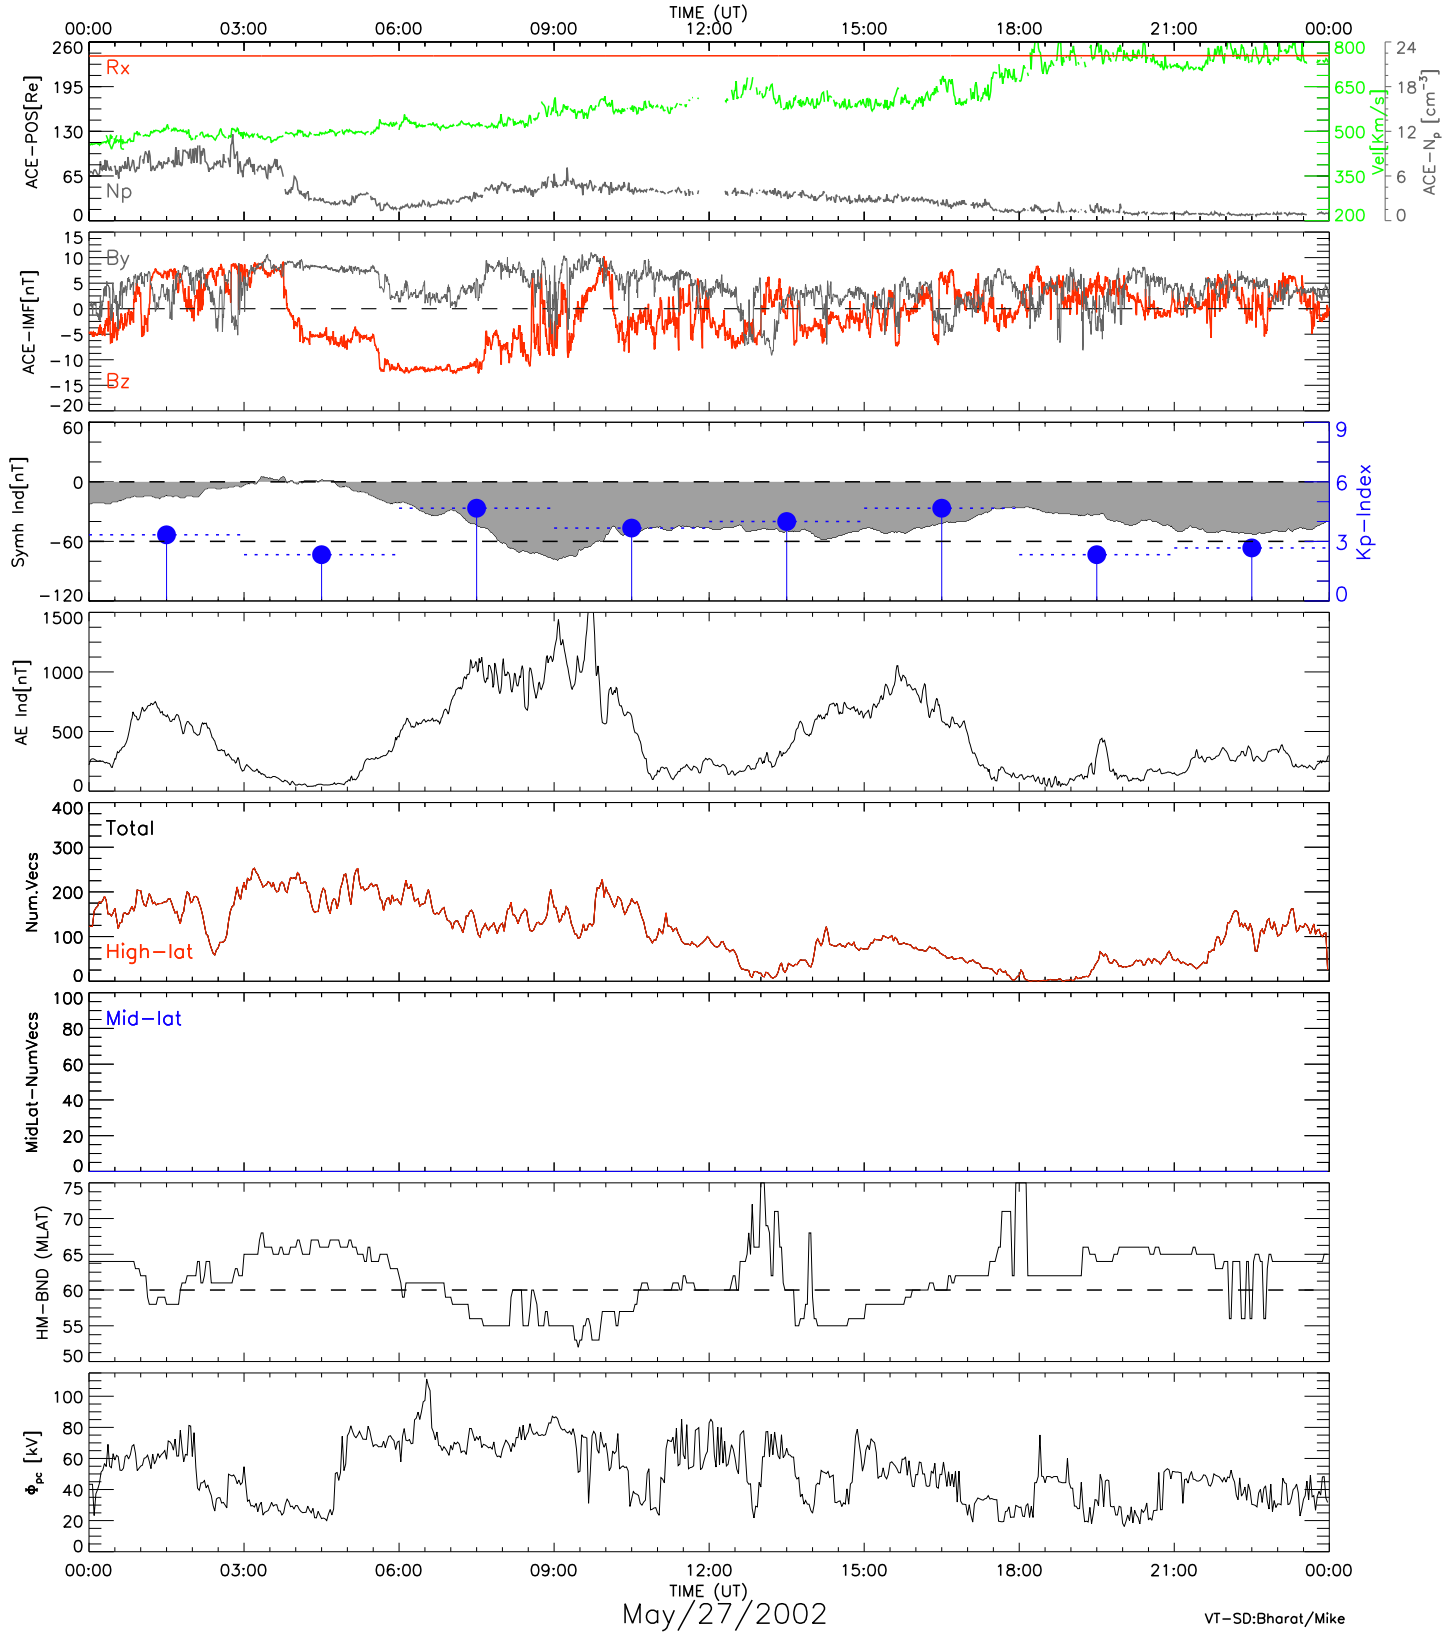 TIME (UT)
00:00 03:00 06:00 09:00 12:00 15:00 18:00 21:00 00:00
ACE-POS[Re]
260
195
130
65
0
Rx
Np
800
650
500
350
200
Vel[Km/s]
24
18
12
6
0
ACE-Np [cm-3]
ACE-IMF[nT]
15
10
5
0
-5
-10
-15
-20
By
Bz
Symh Ind[nT]
60
0
-60
-120
9
6
3
0
Kp-Index
AE Ind[nT]
1500
1000
500
0
Num.Vecs
400
300
200
100
0
Total
High-lat
MidLat-NumVecs
100
80
60
40
20
0
Mid-lat
HM-BND (MLAT)
75
70
65
60
55
50
Φpc [kV]
100
80
60
40
20
0
00:00 03:00 06:00 09:00 12:00 15:00 18:00 21:00 00:00
TIME (UT)
May/27/2002
VT-SD:Bharat/Mike